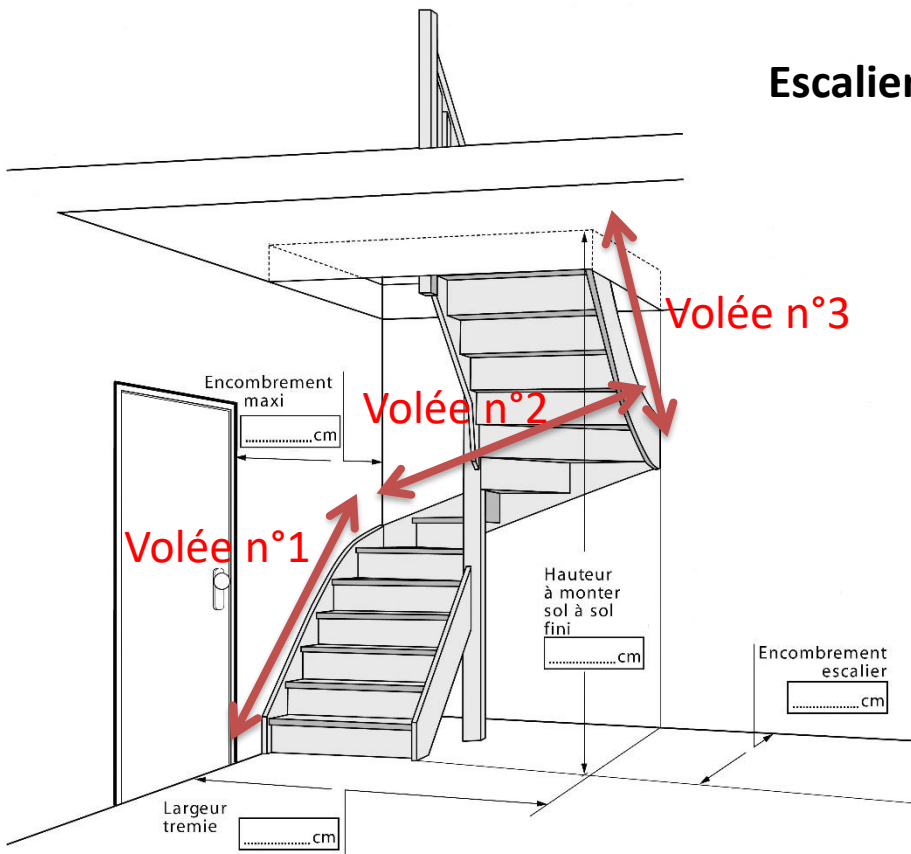 Escalier
Volée n°3
Encombrement
maxi
....................cm
Volée n°2
Volée n°1
Hauteur
à monter
sol à sol
fini
....................cm
Encombrement
escalier
....................cm
Largeur
tremie
....................cm